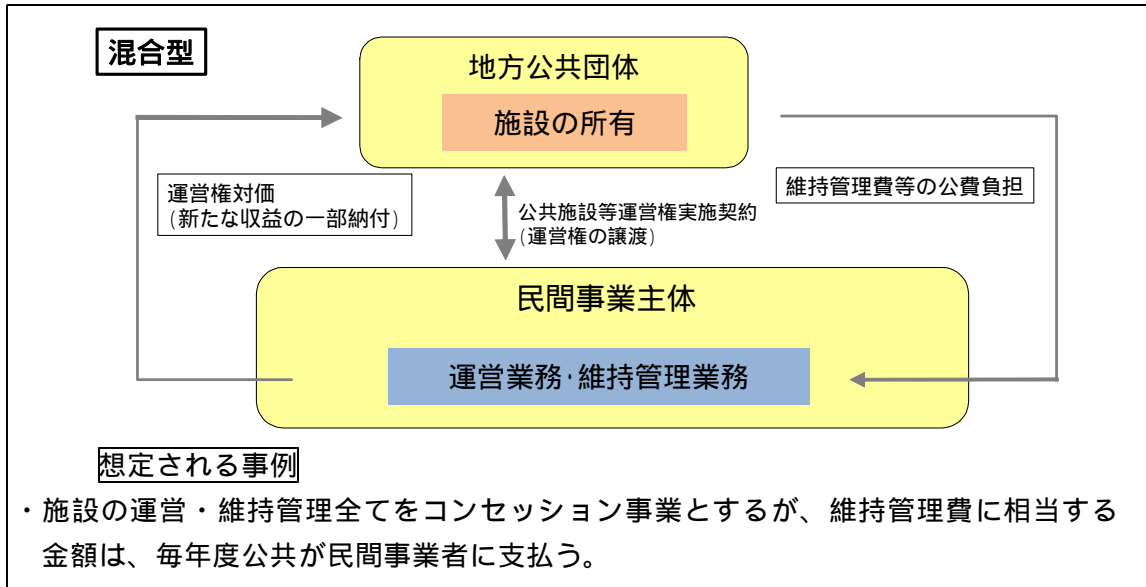 混合型
地方公共団体
施設の所有
運営権対価
(新たな収益の一部納付)
公共施設等運営権実施契約
(運営権の譲渡)
維持管理費等の公費負担
民間事業主体
運営業務･維持管理業務
想定される事例
・施設の運営・維持管理全てをコンセッション事業とするが、維持管理費に相当する
金額は、毎年度公共が民間事業者に支払う。